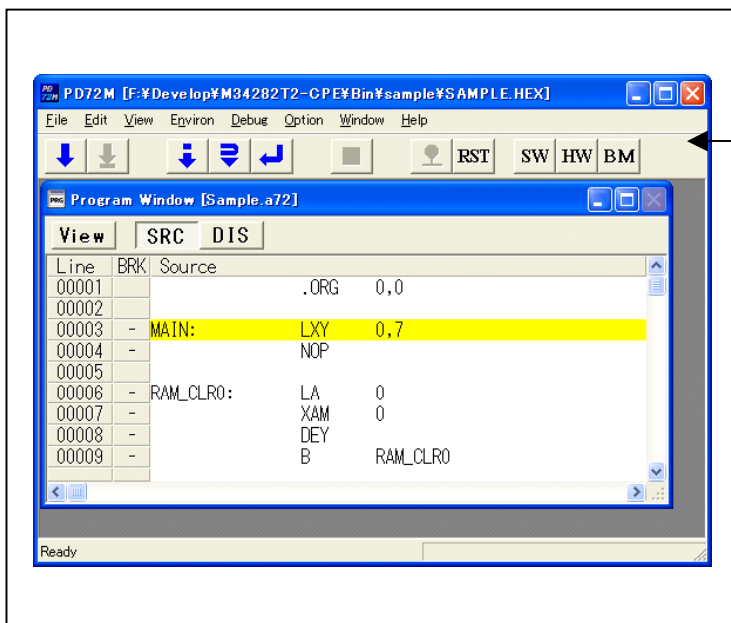 PD72M [F:¥Develop¥M34282T2-CPE¥Bin¥sample¥SAMPLE.HEX]
File Edit View Environ Debug Option Window Help
RST SW HW BM
PRG Program Window [Sample.a72]
View SRC DIS
Line BRK Source
00001 .ORG 0,0
00002
00003 - MAIN: LXY 0,7
00004 - NOP
00005
00006 - RAM_CLR0: LA 0
00007 - XAM 0
00008 - DEY
00009 - B RAM_CLR0
Ready